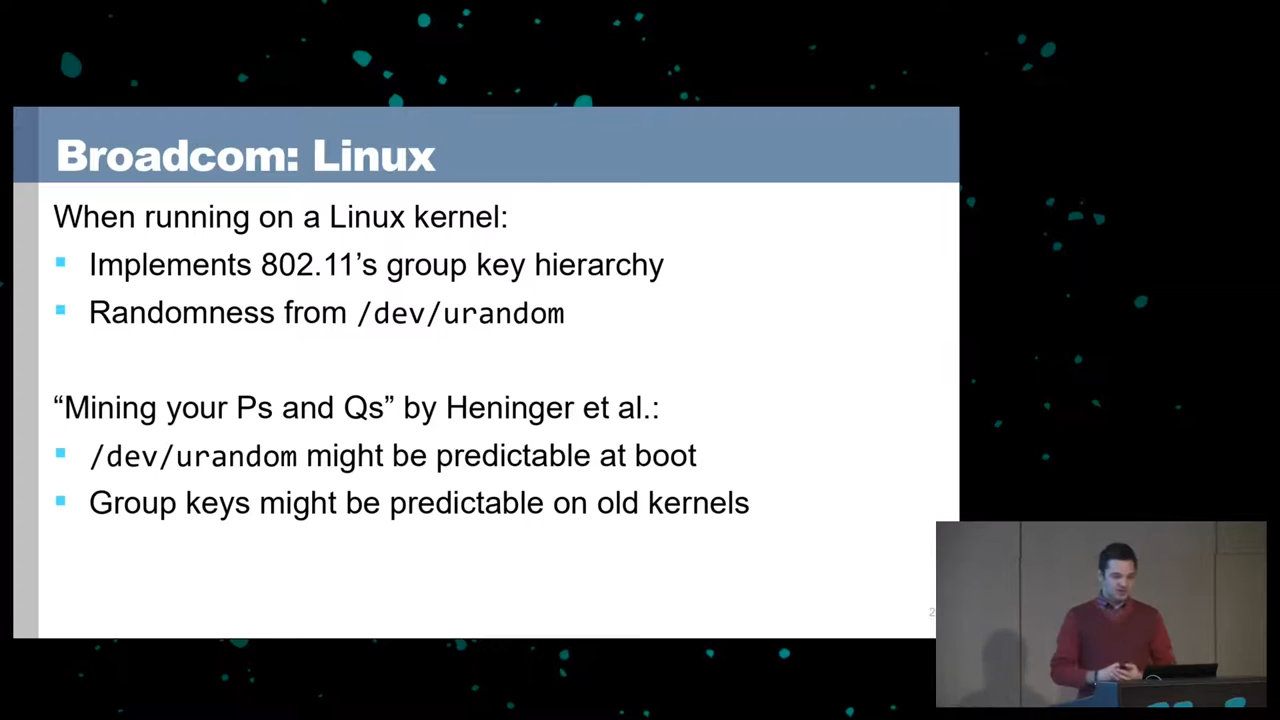 Broadcom: Linux
When running on a Linux kernel:
Implements 802.11’s group key hierarchy
Randomness from /dev/urandom
“Mining your Ps and Qs” by Heninger et al.:
/dev/urandom might be predictable at boot
Group keys might be predictable on old kernels